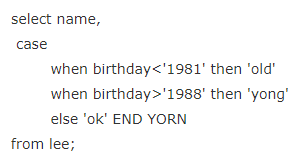 select name,
case
when birthday<'1981' then 'old'
when birthday>'1988' then 'yong'
else 'ok' END YORN
from lee;